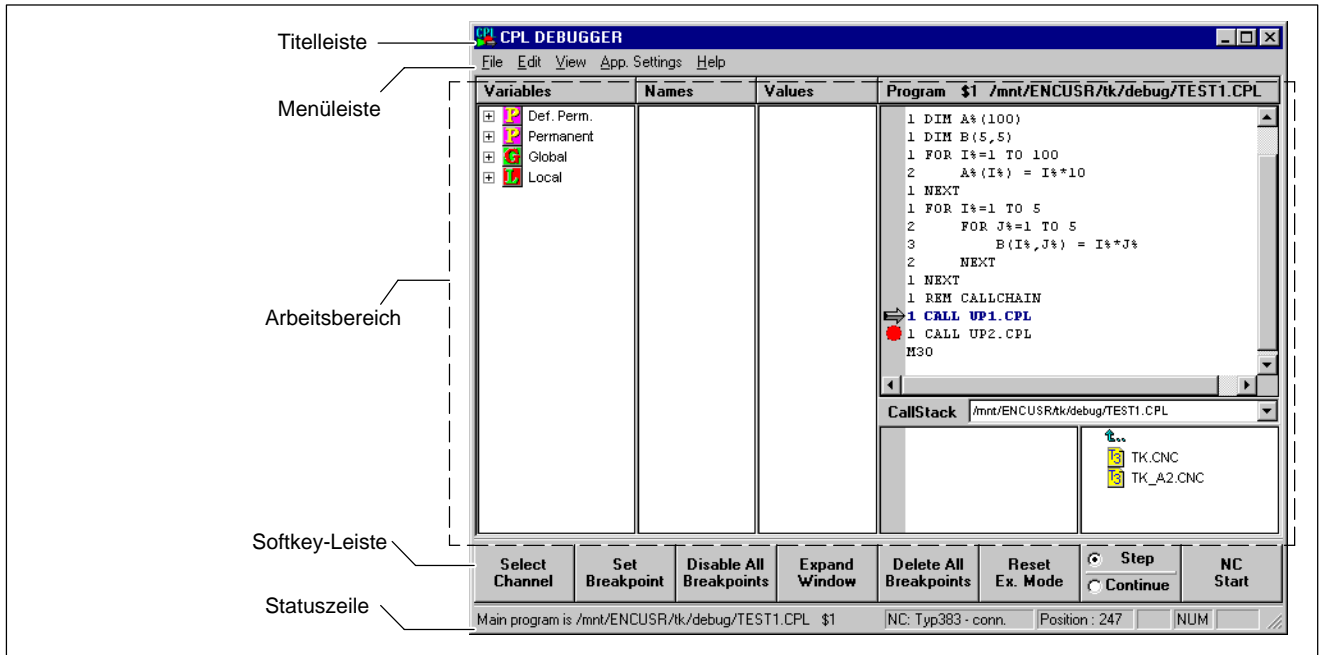 Titelleiste
Menüleiste
Arbeitsbereich
Softkey-Leiste
Statuszeile
CPL DEBUGGER
File Edit View App. Settings Help
Variables Names Values Program $1 /mnt/ENCUSR/tk/debug/TEST1.CPL
Def. Perm.
Permanent
Global
Local
1 DIM A%(100)
1 DIM B(5,5)
1 FOR I%=1 TO 100
2 A%(I%) = I%*10
1 NEXT
1 FOR I%=1 TO 5
2 FOR J%=1 TO 5
3 B(I%,J%) = I%*J%
2 NEXT
1 NEXT
1 REM CALLCHAIN
1 CALL UP1.CPL
1 CALL UP2.CPL
M30
CallStack /mnt/ENCUSR/tk/debug/TEST1.CPL
TK.CNC
TK_A2.CNC
Select Channel
Set Breakpoint
Disable All Breakpoints
Expand Window
Delete All Breakpoints
Reset Ex. Mode
Step
Continue
NC Start
Main program is /mnt/ENCUSR/tk/debug/TEST1.CPL $1 NC: Typ383 - conn. Position : 247 NUM